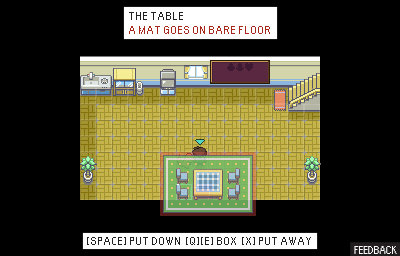 THE TABLE
A MAT GOES ON BARE FLOOR
[SPACE] PUT DOWN [Q][E] BOX [X] PUT AWAY
FEEDBACK